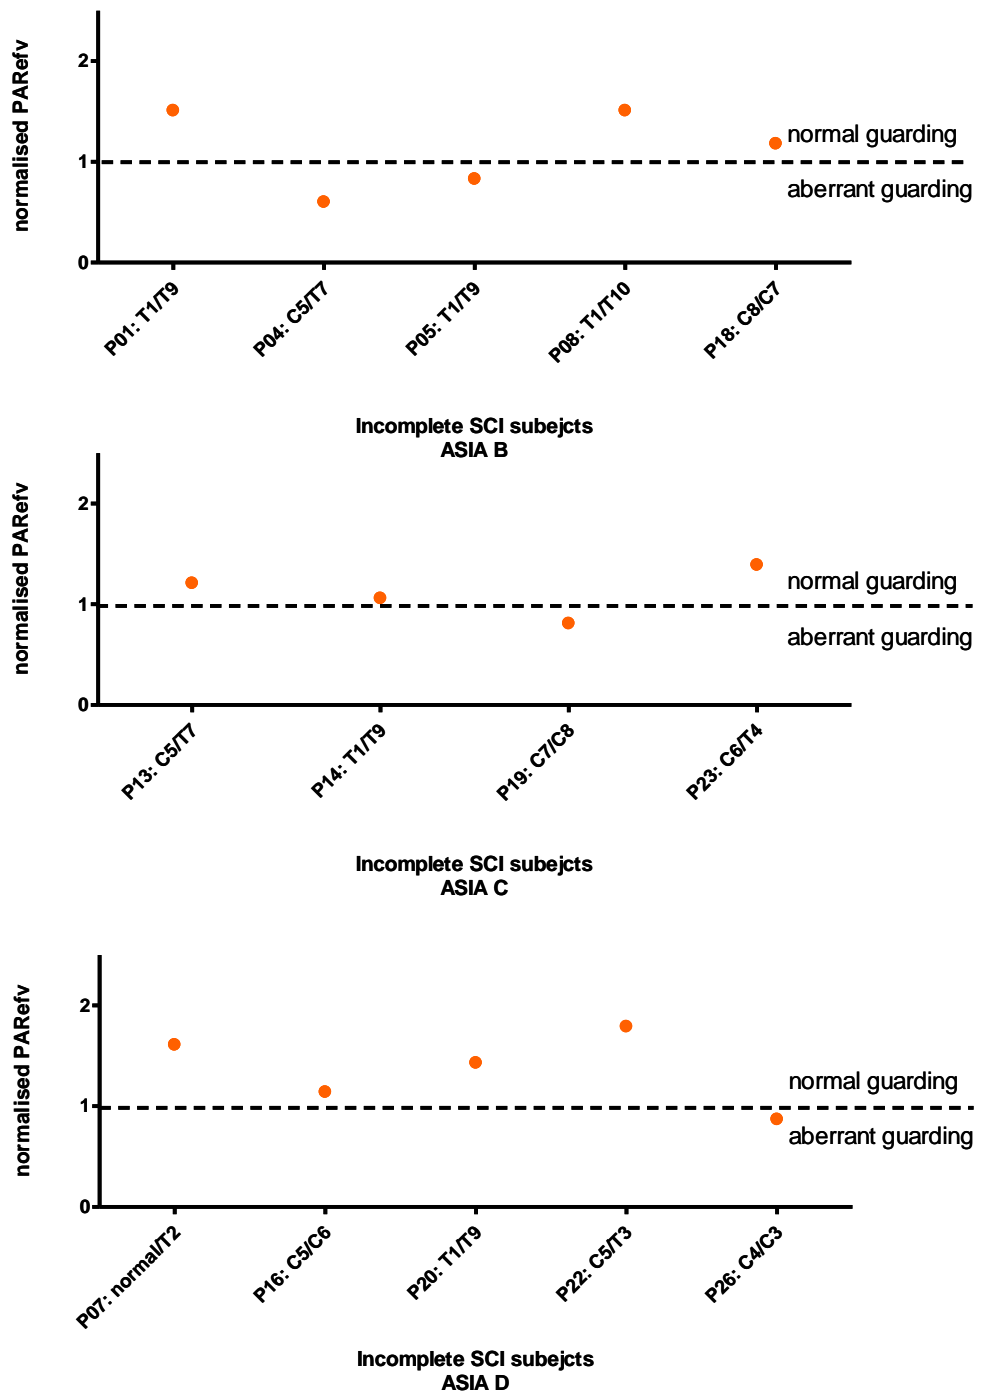 normalised PARefv
2
1
0
normal guarding
aberrant guarding
P01: T1/T9
P04: C5/T7
P05: T1/T9
P08: T1/T10
P18: C8/C7
Incomplete SCI subejcts
ASIA B
normalised PARefv
2
1
0
normal guarding
aberrant guarding
P13: C5/T7
P14: T1/T9
P19: C7/C8
P23: C6/T4
Incomplete SCI subejcts
ASIA C
normalised PARefv
2
1
0
normal guarding
aberrant guarding
P07: normal/T2
P16: C5/C6
P20: T1/T9
P22: C5/T3
P26: C4/C3
Incomplete SCI subejcts
ASIA D